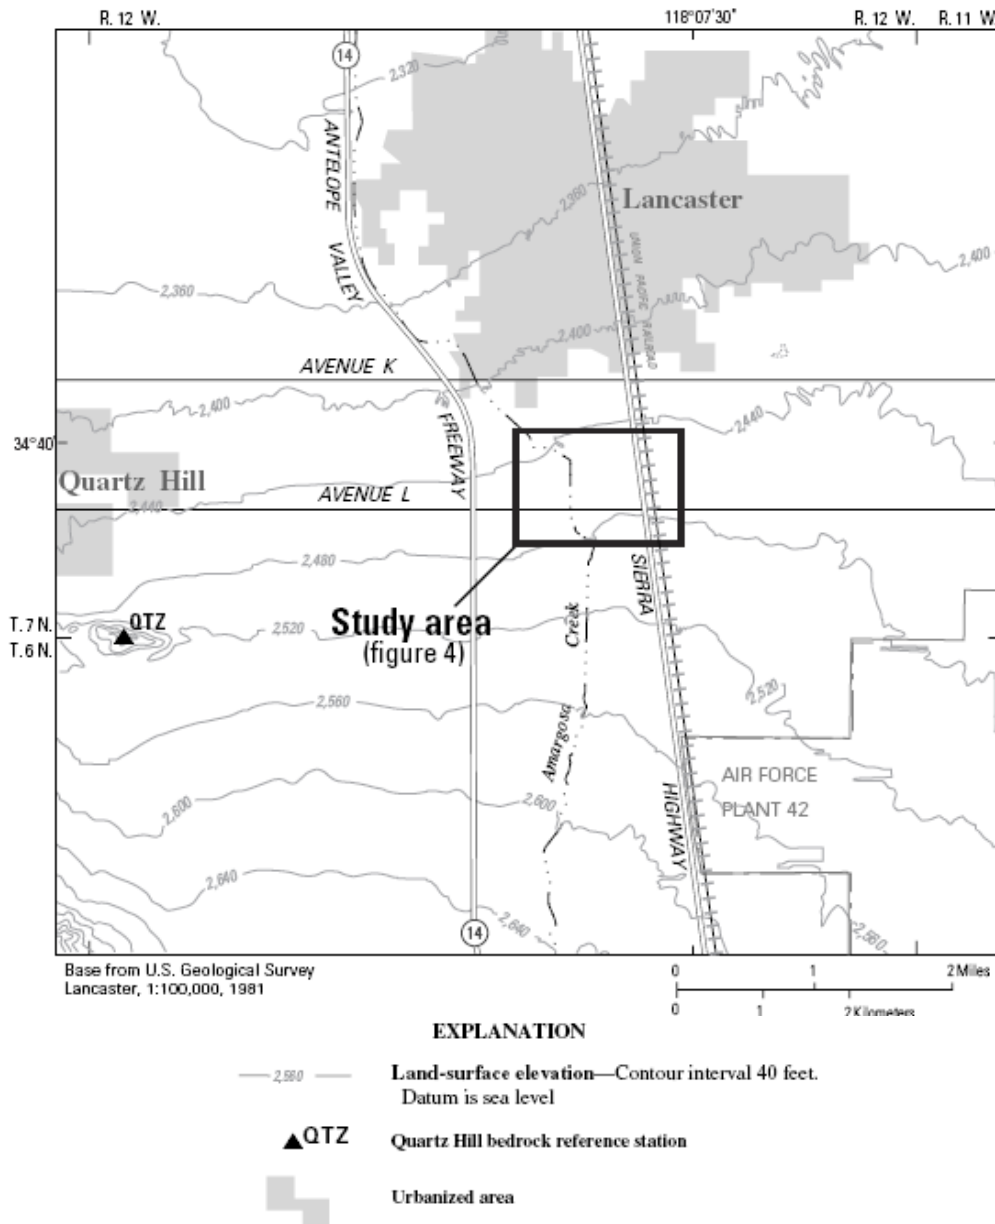 R. 12 W.
118°07'30"
R. 12 W.
R. 11 W.
14
2,320
ANTELOPE
VALLEY
FREEWAY
Lancaster
2,360
UNION PACIFIC RAILROAD
2,400
2,360
2,400
AVENUE K
2,400
2,440
34°40'
Quartz Hill
AVENUE L
2,440
2,480
SIERRA
HIGHWAY
Study area
(figure 4)
Creek
Amargosa
T. 7 N.
T. 6 N.
QTZ
2,520
2,520
2,560
AIR FORCE
PLANT 42
2,600
2,600
2,640
2,640
2,560
14
Base from U.S. Geological Survey
Lancaster, 1:100,000, 1981
0 1 2 Miles
0 1 2 Kilometers
EXPLANATION
2,560
Land-surface elevation—Contour interval 40 feet.
Datum is sea level
QTZ
Quartz Hill bedrock reference station
Urbanized area